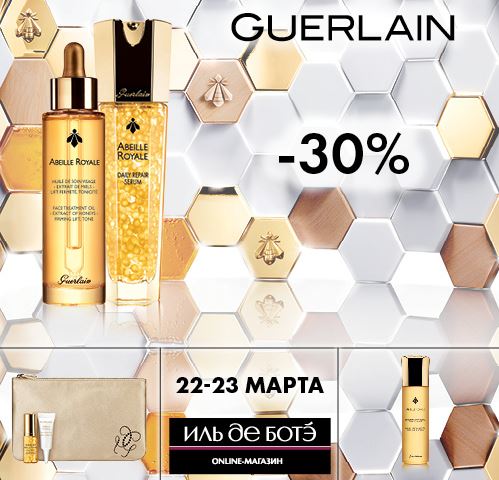 GUERLAIN
-30%
Guerlain
ABEILLE ROYALE
HUILE DE SOIN VISAGE
- EXTRAIT DE MIELS -
LIFT FERMETÉ, TONICITÉ
FACE TREATMENT OIL
- EXTRACT OF HONEYS -
FIRMING LIFT, TONE
Guerlain
ABEILLE
ROYALE
DAILY REPAIR
SERUM
22-23 МАРТА
ИЛЬ де БОТЭ
ONLINE-МАГАЗИН